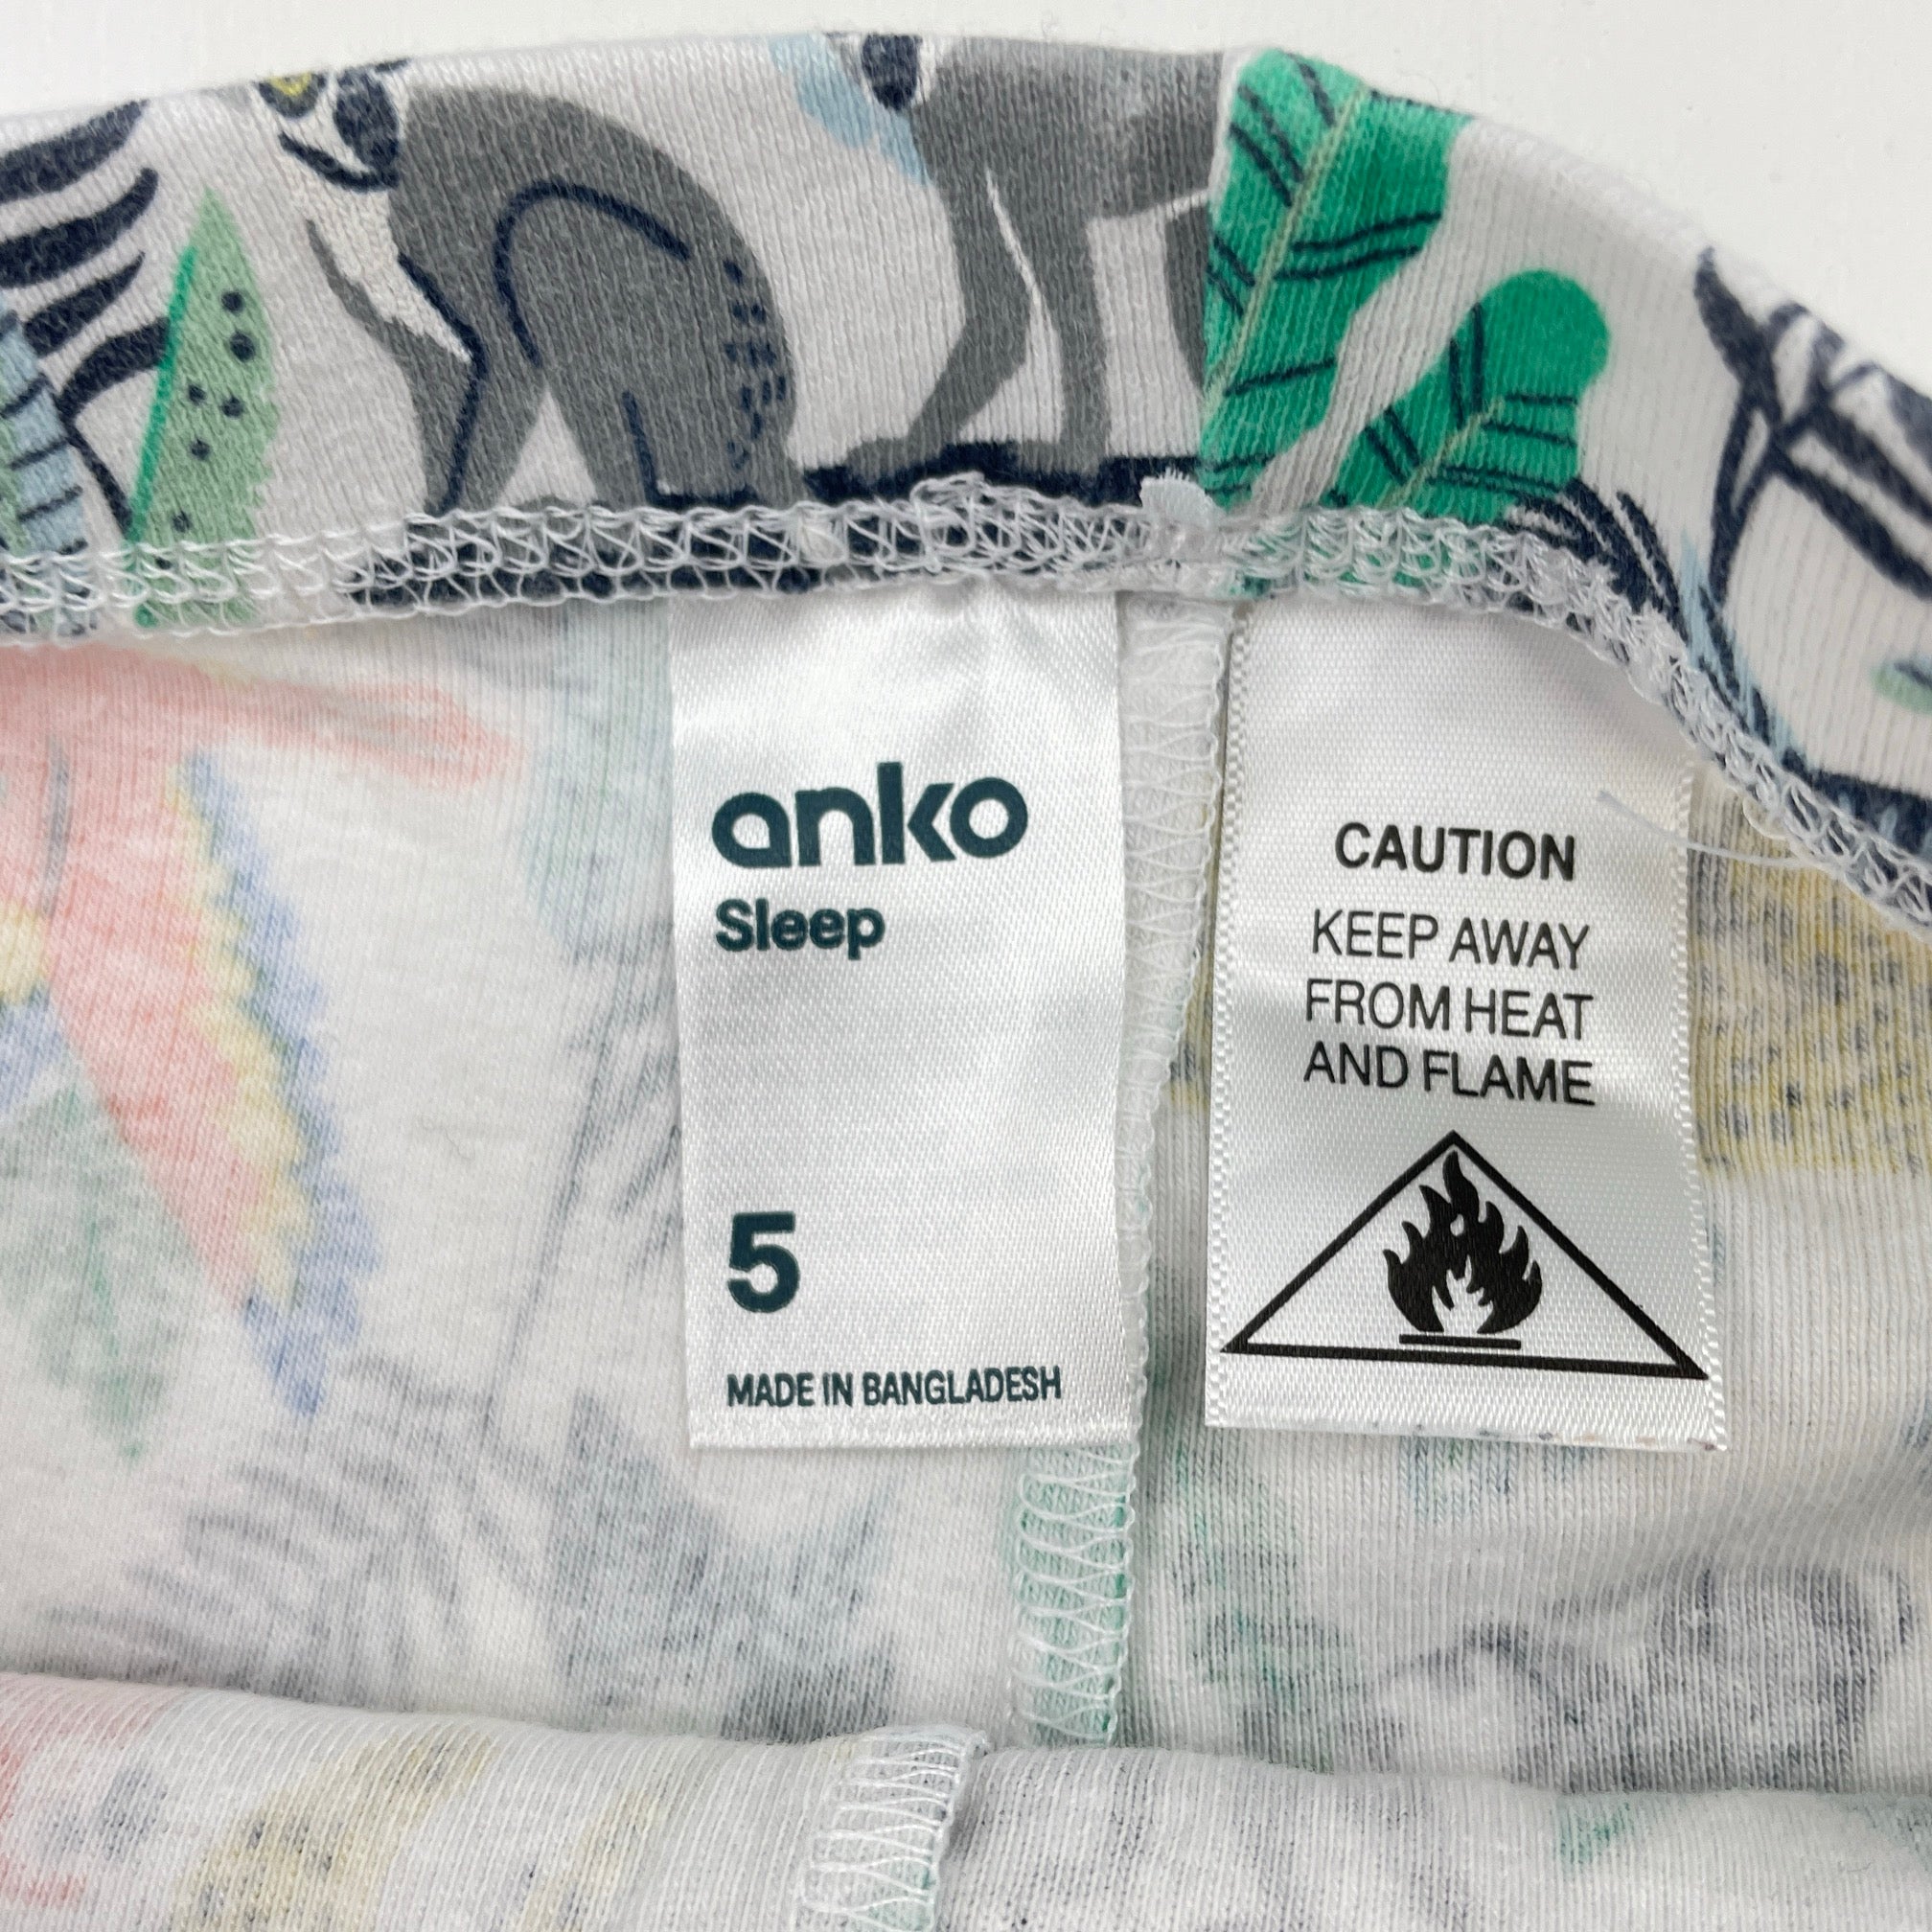 anko
Sleep
5
MADE IN BANGLADESH
CAUTION
KEEP AWAY
FROM HEAT
AND FLAME